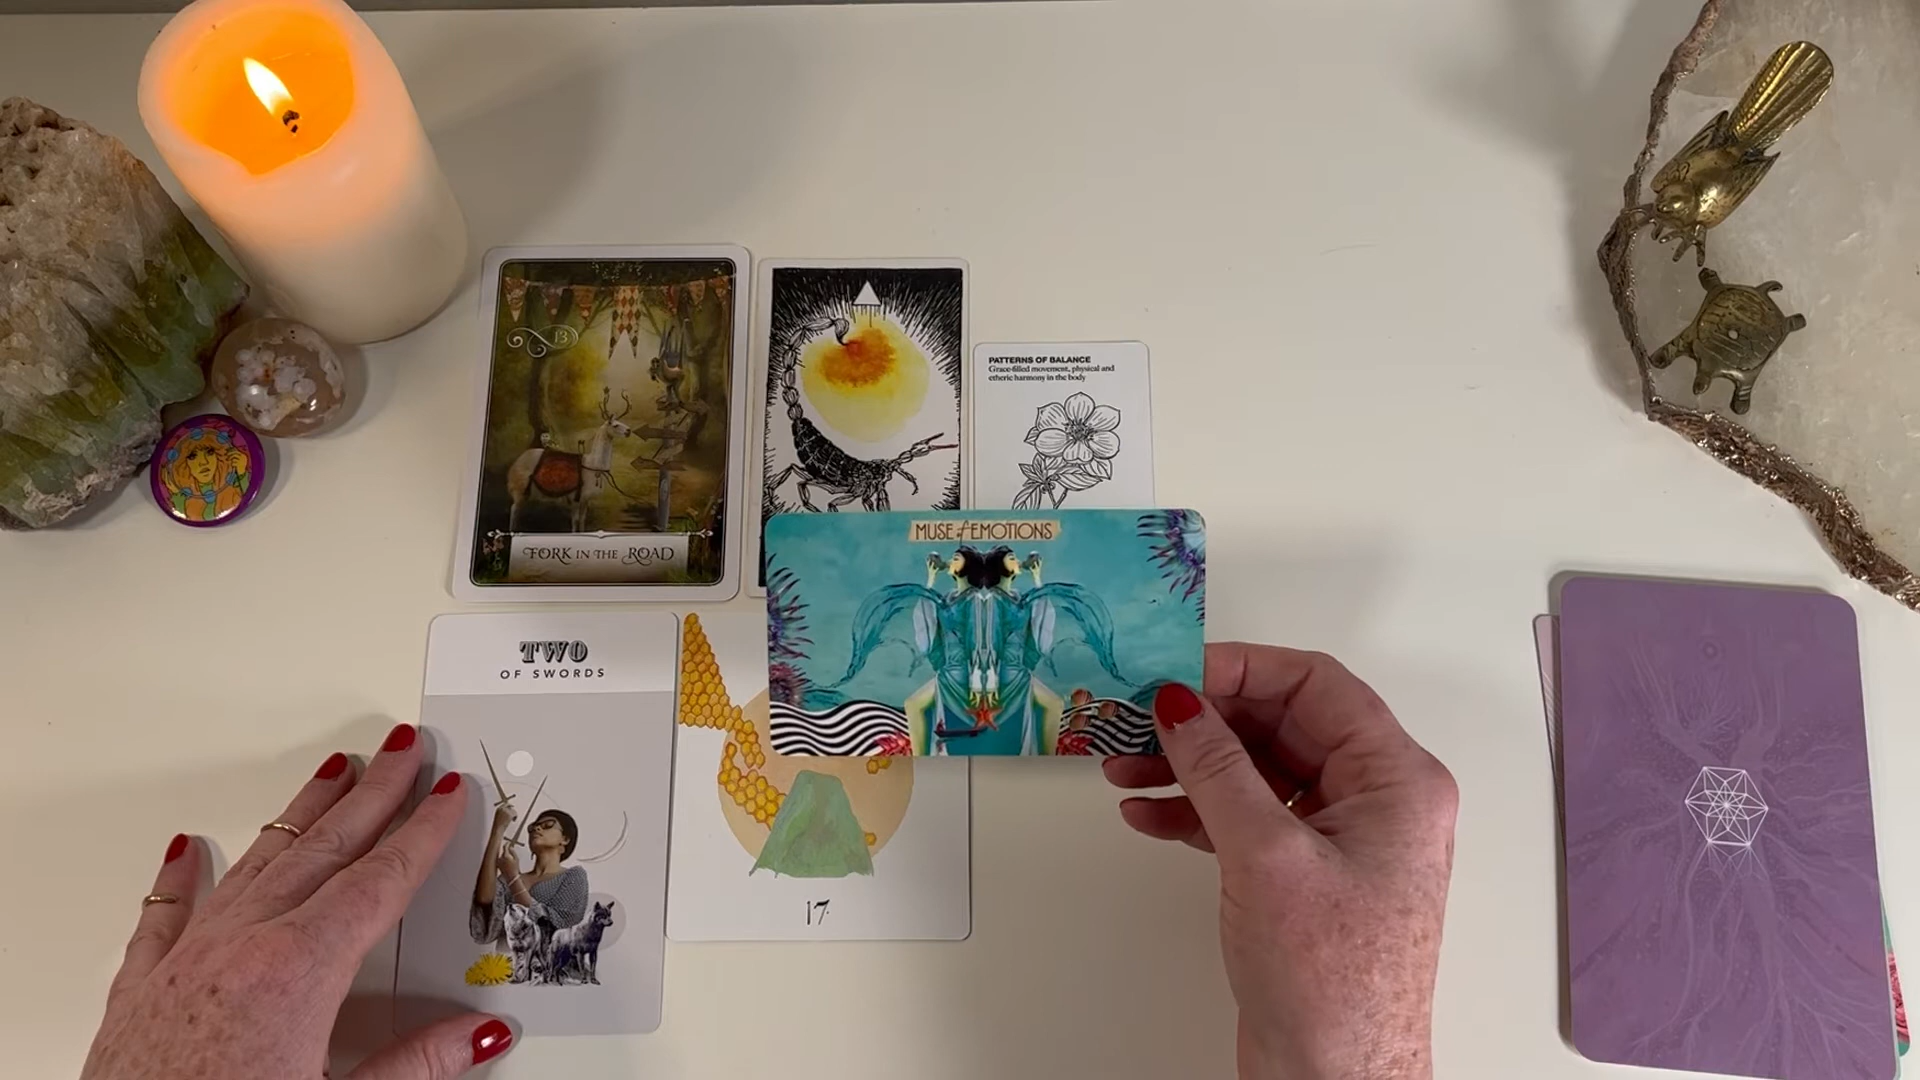 13
FORK IN THE ROAD
PATTERNS OF BALANCE
Grace-filled movement, physical and
etheric harmony in the body
MUSE of EMOTIONS
TWO
OF SWORDS
17